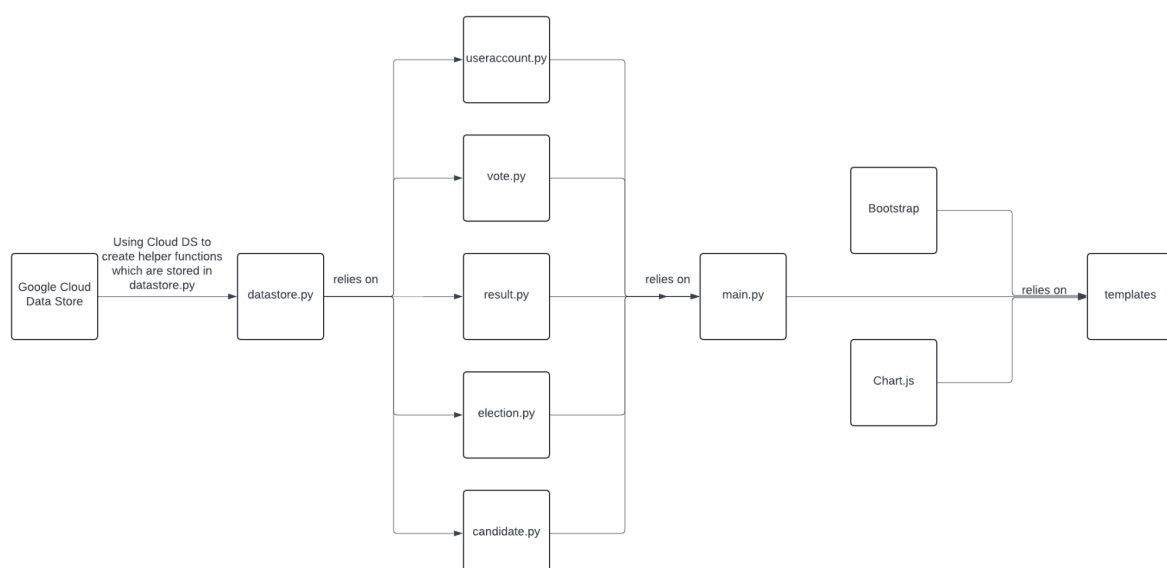 useraccount.py
vote.py
Bootstrap
Using Cloud DS to
create helper functions
which are stored in
datastore.py
relies on
relies on
relies on
Google Cloud
Data Store
datastore.py
result.py
main.py
templates
Chart.js
election.py
candidate.py